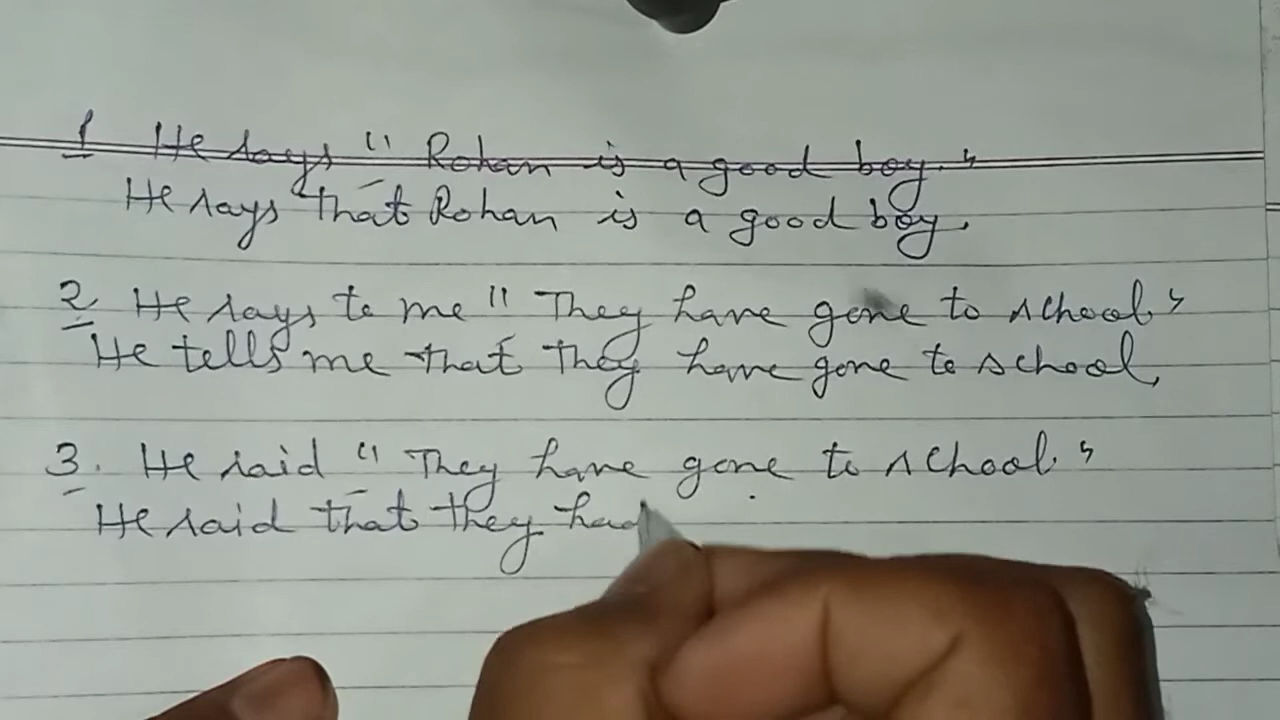 1 He says " Rohan is a good boy."
He says that Rohan is a good boy.
2 He says to me " They have gone to school"
He tells me that they have gone to school.
3. He said " They have gone to school."
He said that they had